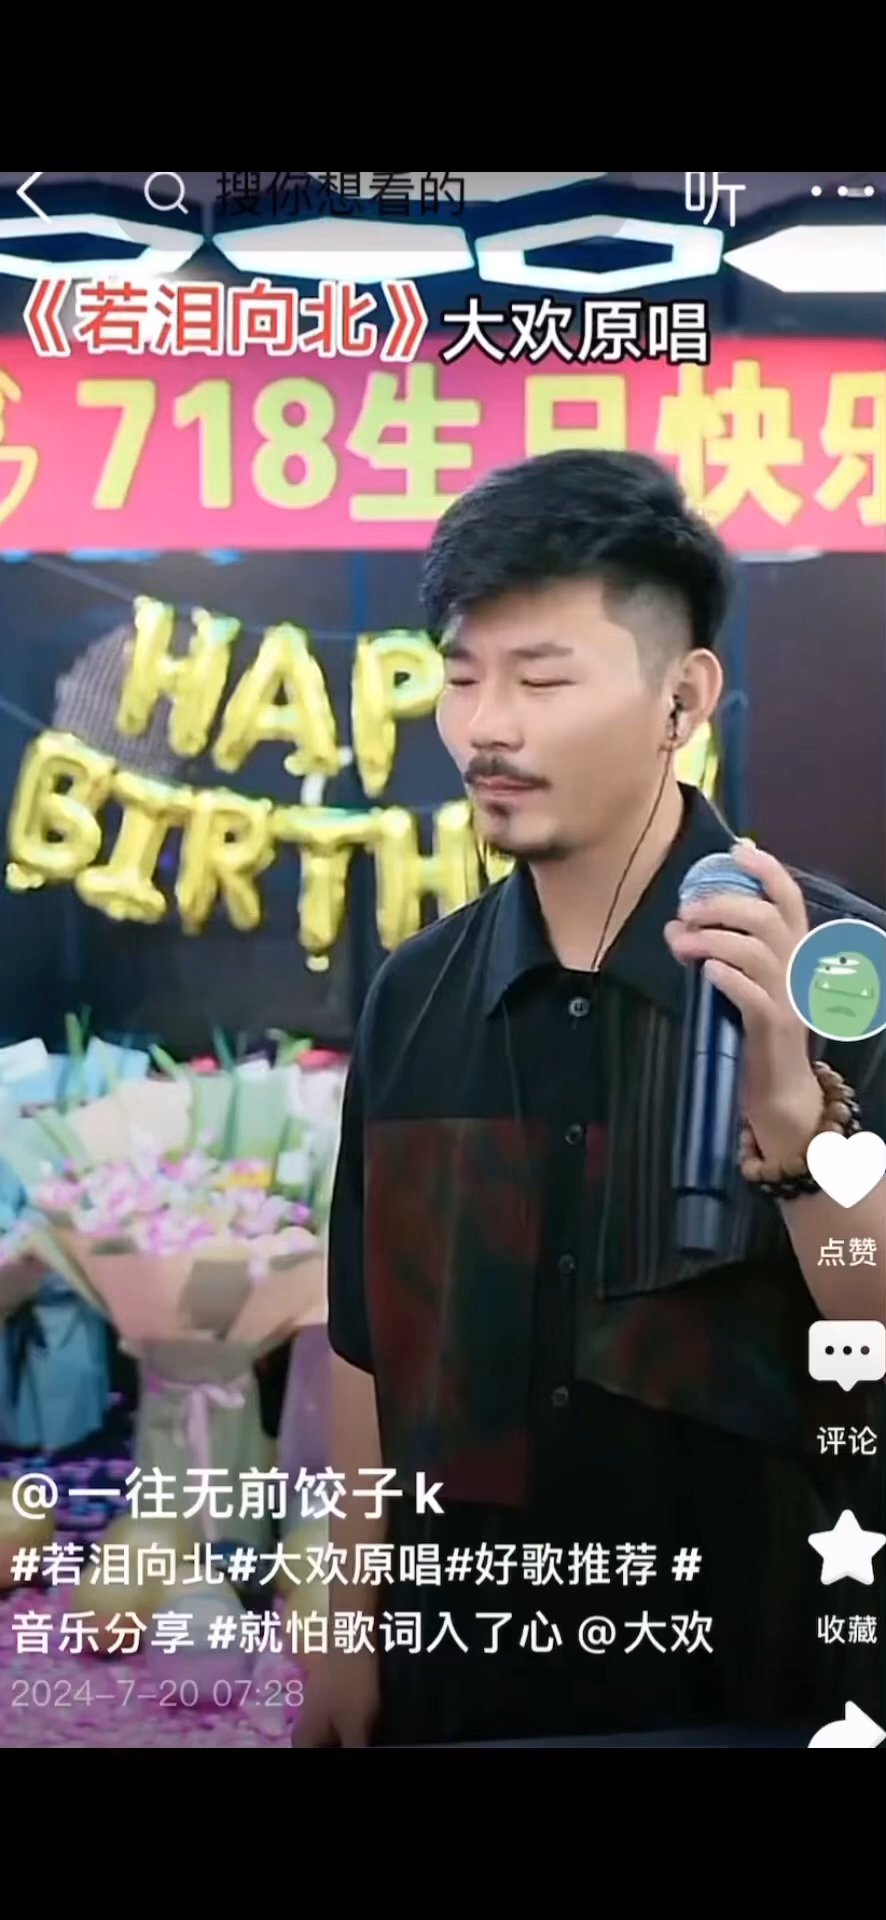 搜你想看的
听
《若泪向北》大欢原唱
718生日快乐
HAPP
BIRTH
点赞
评论
@一往无前饺子k
#若泪向北#大欢原唱#好歌推荐 #
音乐分享 #就怕歌词入了心 @大欢
收藏
2024-7-20 07:28